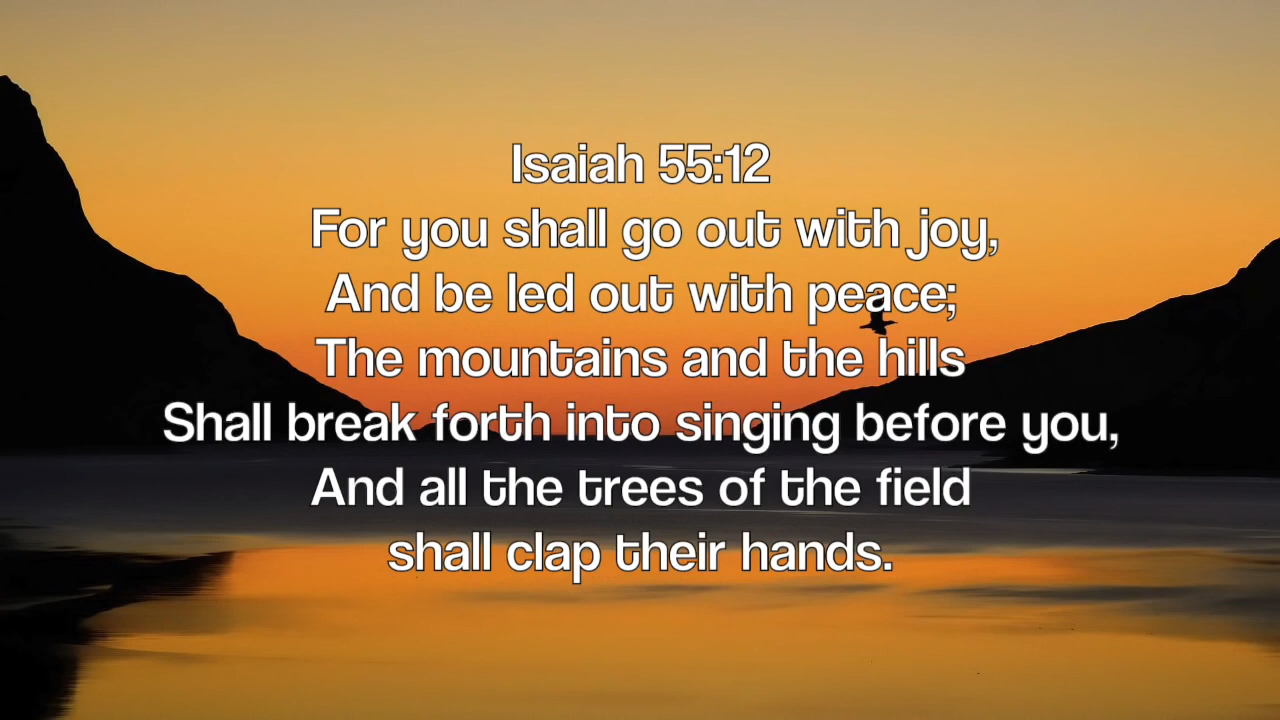 Isaiah 55:12
For you shall go out with joy,
And be led out with peace;
The mountains and the hills
Shall break forth into singing before you,
And all the trees of the field
shall clap their hands.